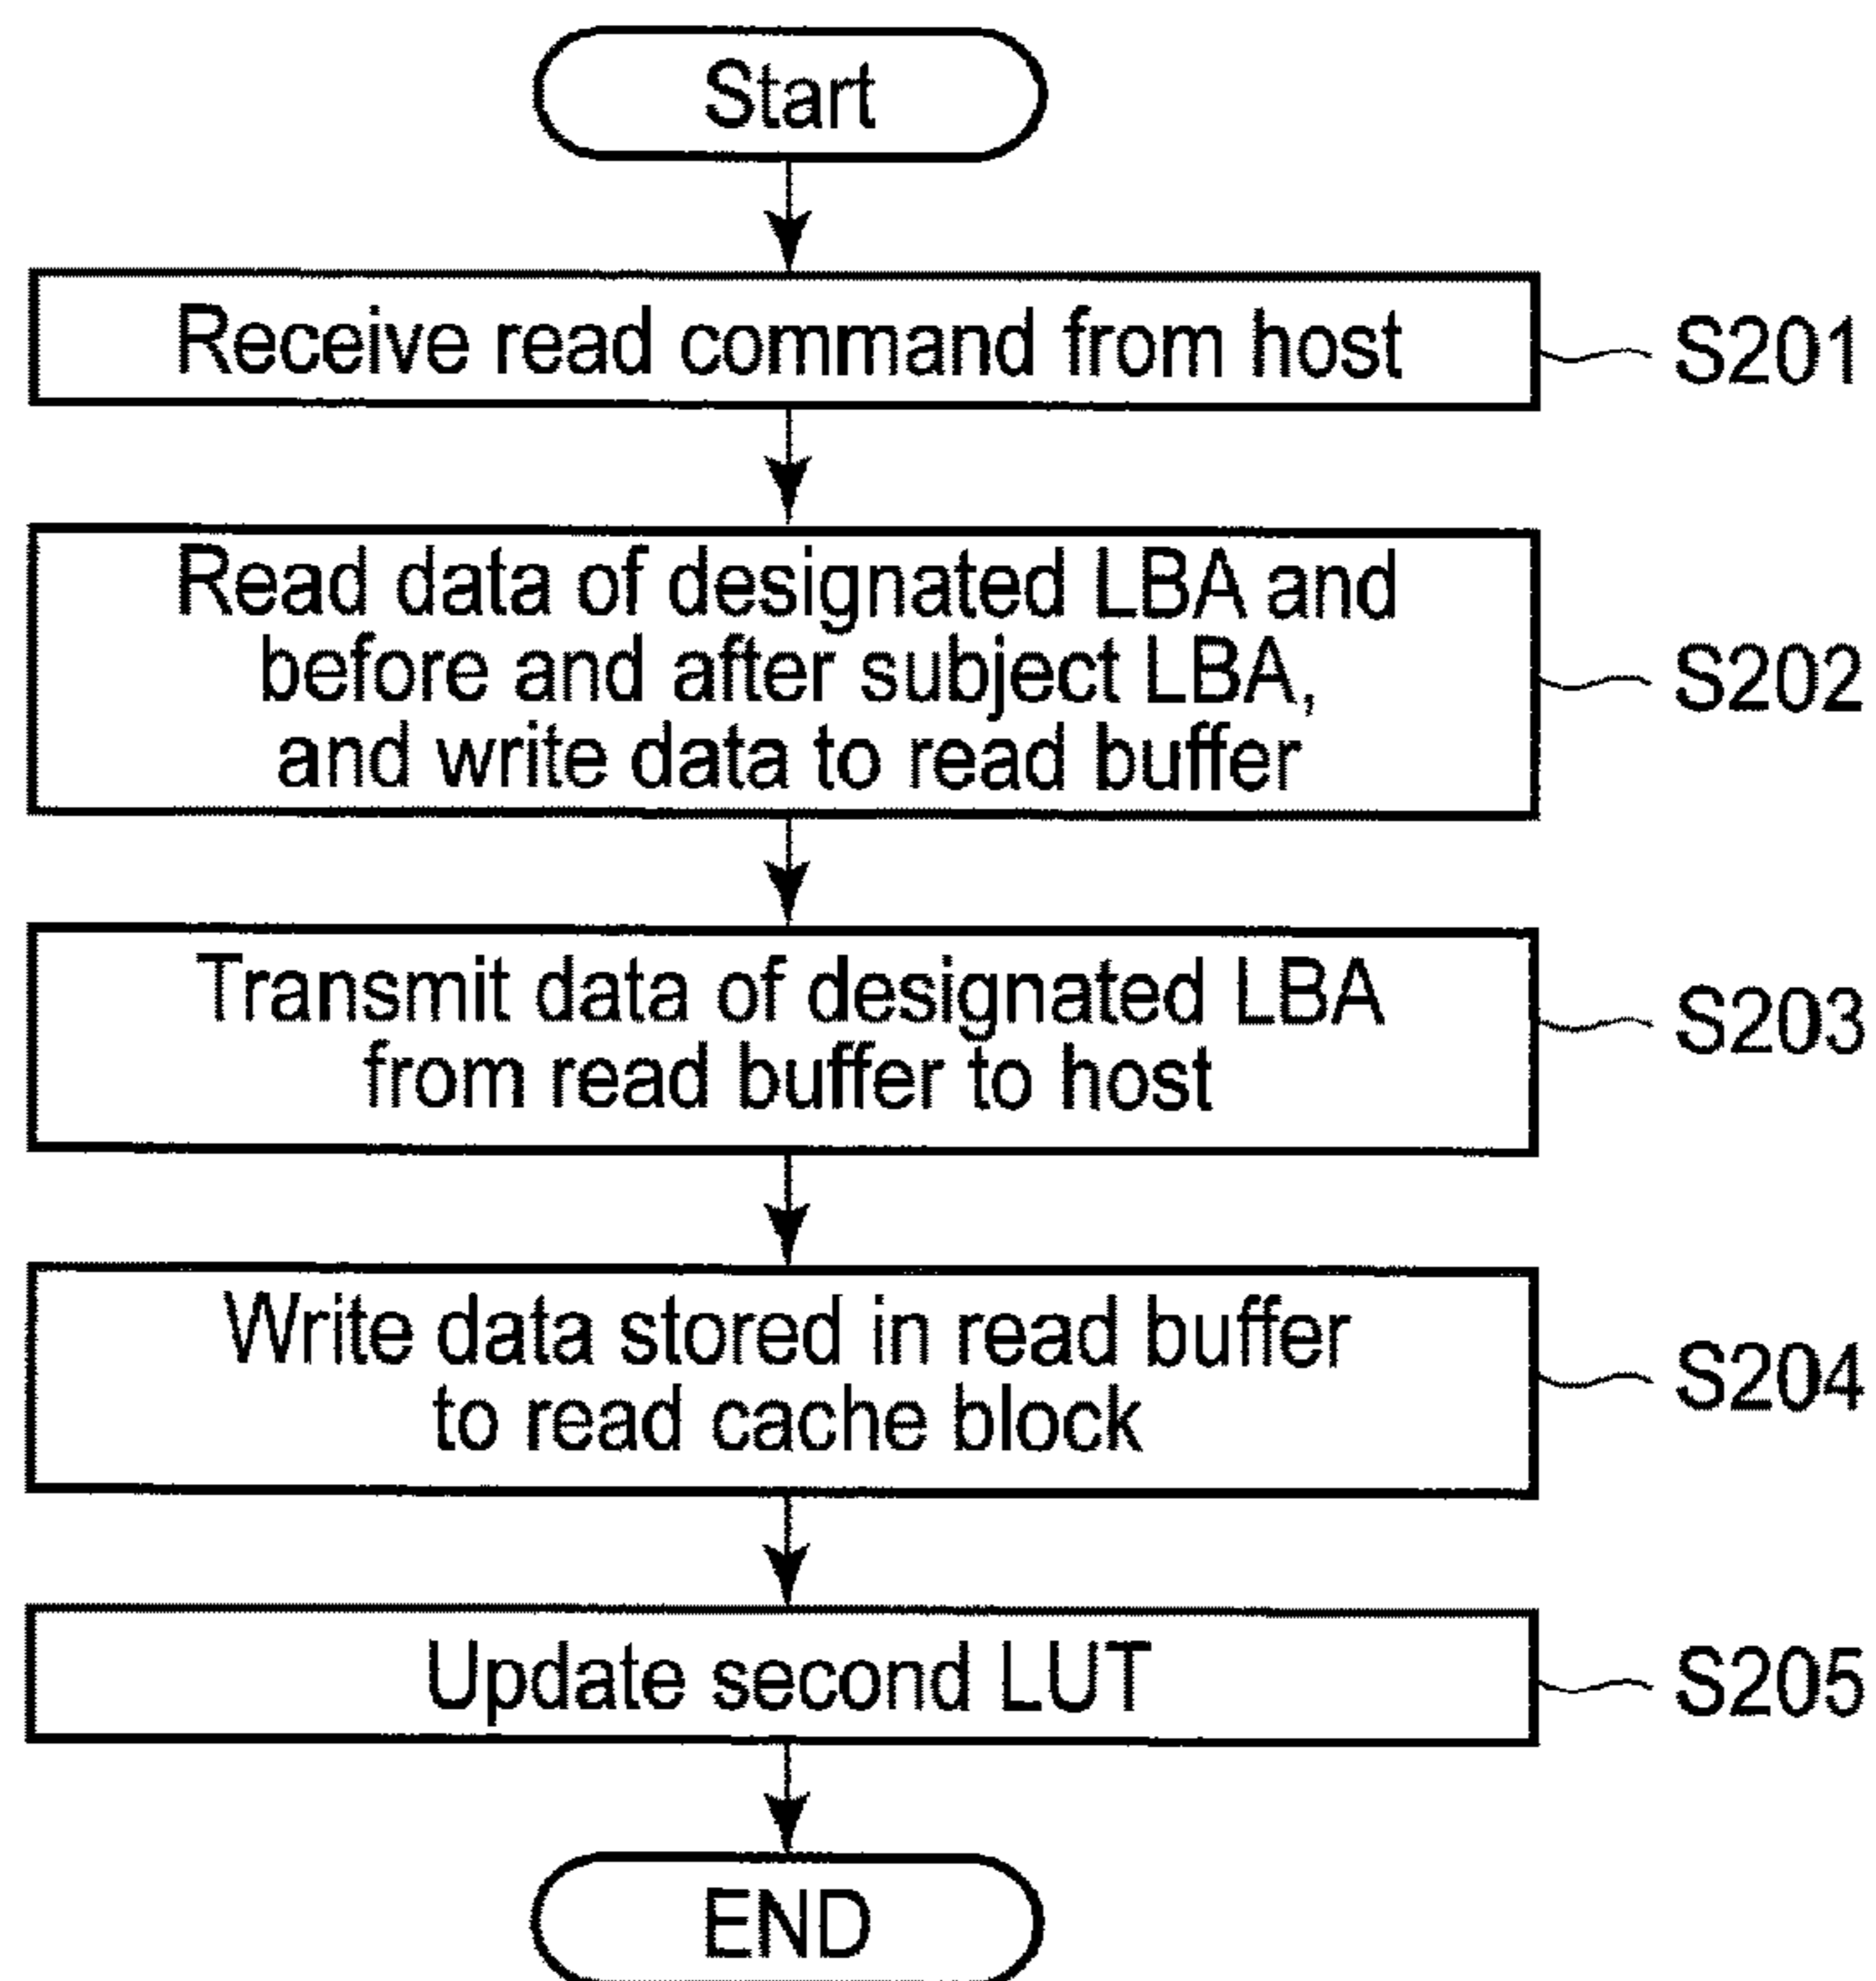 Start
Receive read command from host
S201
Read data of designated LBA and
before and after subject LBA,
and write data to read buffer
S202
Transmit data of designated LBA
from read buffer to host
S203
Write data stored in read buffer
to read cache block
S204
Update second LUT
S205
END